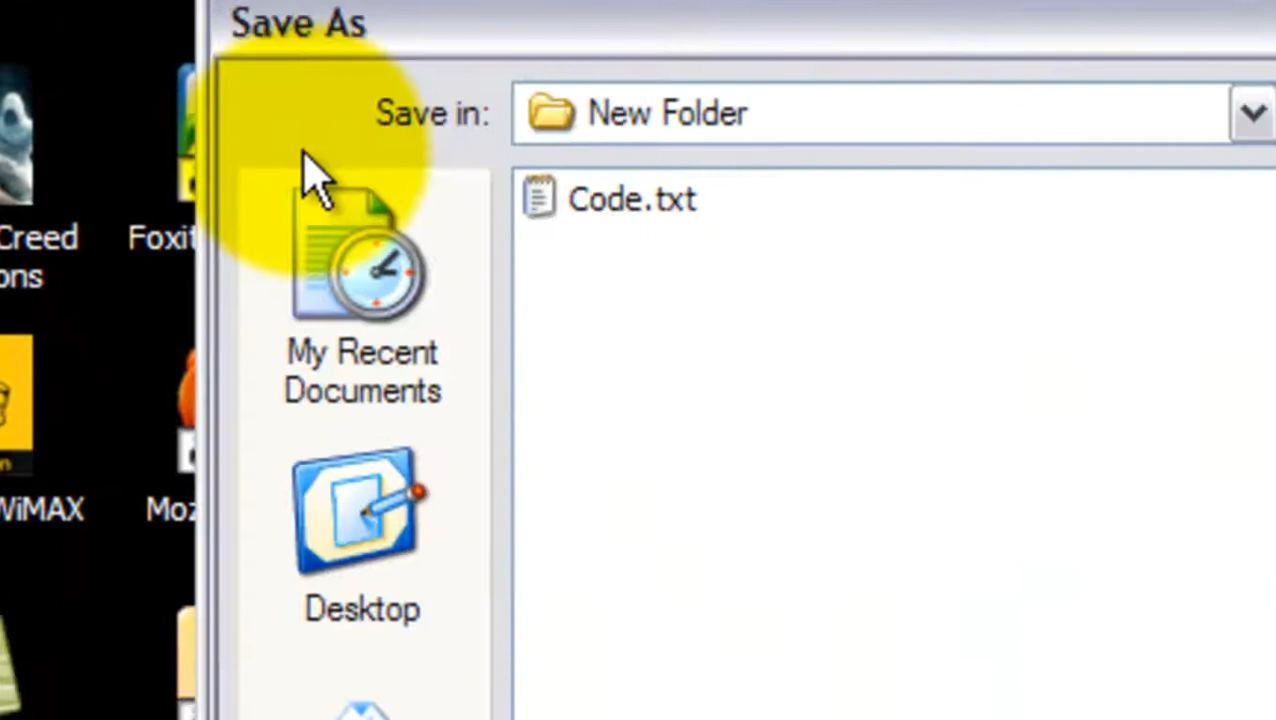 Save As
Save in:
New Folder
Code.txt
Creed
ons
Foxit
My Recent
Documents
WiMAX
Moz
Desktop